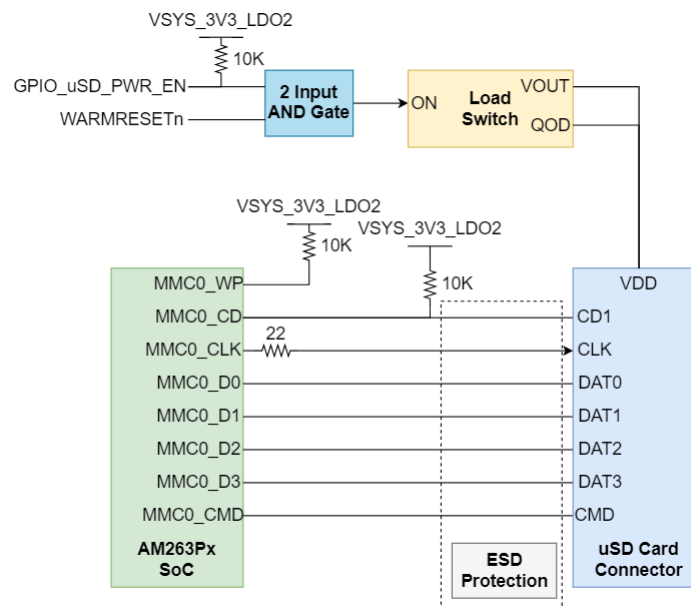 VSYS_3V3_LDO2
10K
GPIO_uSD_PWR_EN
WARMRESETn
2 Input
AND Gate
ON
Load
Switch
VOUT
QOD
VSYS_3V3_LDO2
10K
VSYS_3V3_LDO2
10K
MMC0_WP
MMC0_CD
MMC0_CLK
22
MMC0_D0
MMC0_D1
MMC0_D2
MMC0_D3
MMC0_CMD
AM263Px
SoC
ESD
Protection
VDD
CD1
CLK
DAT0
DAT1
DAT2
DAT3
CMD
uSD Card
Connector